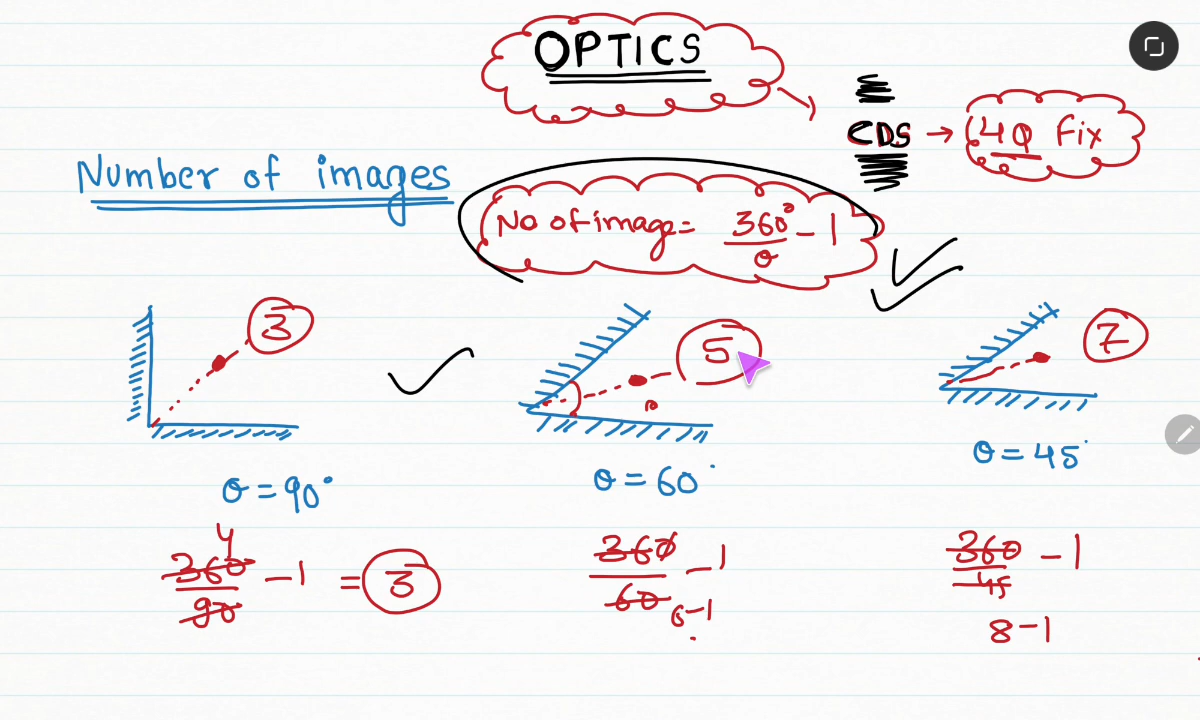 OPTICS
CDS → 4Q Fix
Number of images
No of image = 360°/θ - 1
3
5
7
θ = 90°
θ = 60°
θ = 45°
4
360/90 - 1 = 3
360/60 - 1
6-1
360/45 - 1
8-1